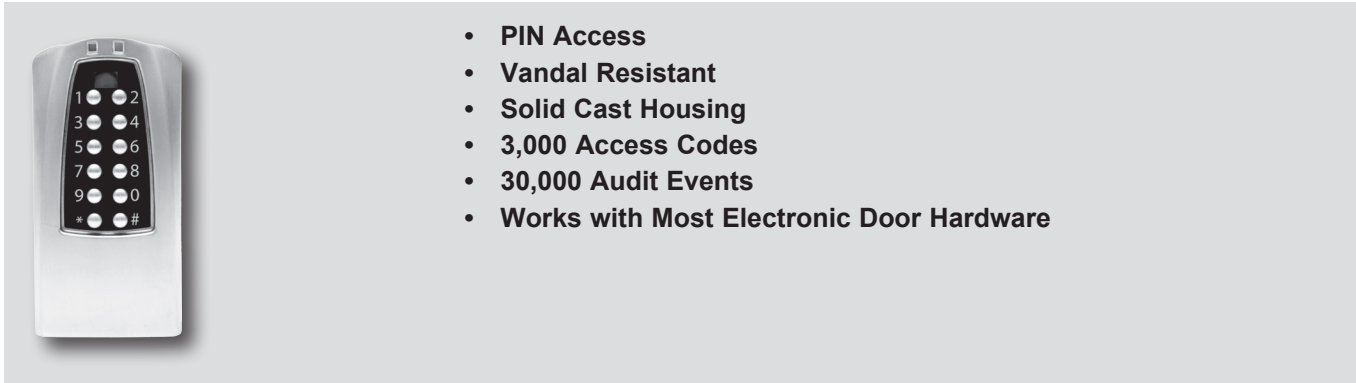 1 2
3 4
5 6
7 8
9 0
* #
• PIN Access
• Vandal Resistant
• Solid Cast Housing
• 3,000 Access Codes
• 30,000 Audit Events
• Works with Most Electronic Door Hardware